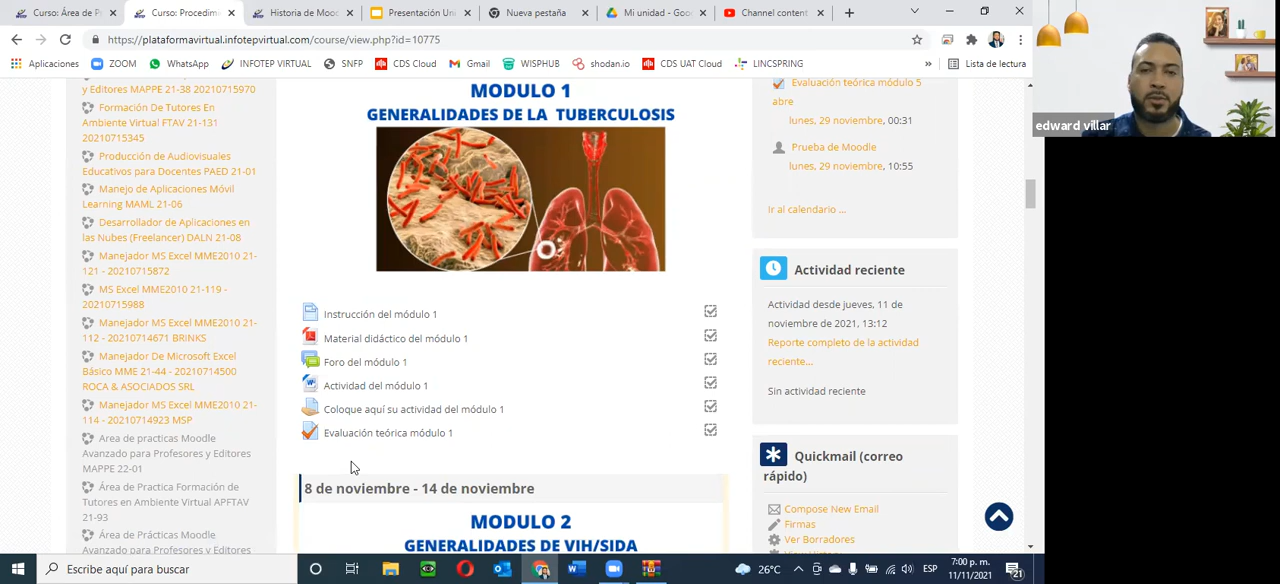 Curso: Área de P
Curso: Procedimi
Historia de Mood
Presentación Uni
Nueva pestaña
Mi unidad - Goo
Channel content
https://plataformavirtual.infotepvirtual.com/course/view.php?id=10775
Aplicaciones
ZOOM
WhatsApp
INFOTEP VIRTUAL
SNFP
CDS Cloud
Gmail
WISPHUB
shodan.io
CDS UAT Cloud
LINCSPRING
»
Lista de lectura
y Editores MAPPE 21-38 20210715970
Formación De Tutores En
Ambiente Virtual FTAV 21-131
20210715345
Producción de Audiovisuales
Educativos para Docentes PAED 21-01
Manejo de Aplicaciones Móvil
Learning MAML 21-06
Desarrollador de Aplicaciones en
las Nubes (Freelancer) DALN 21-08
Manejador MS Excel MME2010 21-
121 - 20210715872
MS Excel MME2010 21-119 -
20210715988
Manejador MS Excel MME2010 21-
112 - 20210714671 BRINKS
Manejador De Microsoft Excel
Básico MME 21-44 - 20210714500
ROCA & ASOCIADOS SRL
Manejador MS Excel MME2010 21-
114 - 20210714923 MSP
Area de practicas Moodle
Avanzado para Profesores y Editores
MAPPE 22-01
Área de Practica Formación de
Tutores en Ambiente Virtual APFTAV
21-93
Área de Prácticas Moodle
Avanzado para Profesores y Editores
MODULO 1
GENERALIDADES DE LA TUBERCULOSIS
Instrucción del módulo 1
Material didáctico del módulo 1
Foro del módulo 1
Actividad del módulo 1
Coloque aquí su actividad del módulo 1
Evaluación teórica módulo 1
8 de noviembre - 14 de noviembre
MODULO 2
GENERALIDADES DE VIH/SIDA
Evaluación teórica módulo 5
abre
lunes, 29 noviembre, 00:31
Prueba de Moodle
lunes, 29 noviembre, 10:55
Ir al calendario ...
Actividad reciente
Actividad desde jueves, 11 de
noviembre de 2021, 13:12
Reporte completo de la actividad
reciente...
Sin actividad reciente
Quickmail (correo
rápido)
Compose New Email
Firmas
Ver Borradores
edward villar
Escribe aquí para buscar
26°C
ESP
7:00 p. m.
11/11/2021
21